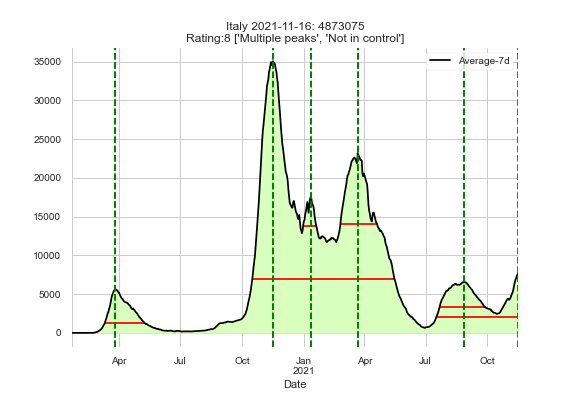 Italy 2021-11-16: 4873075
Rating:8 ['Multiple peaks', 'Not in control']
Average-7d
35000
30000
25000
20000
15000
10000
5000
0
Apr Jul Oct Jan Apr Jul Oct
2021
Date